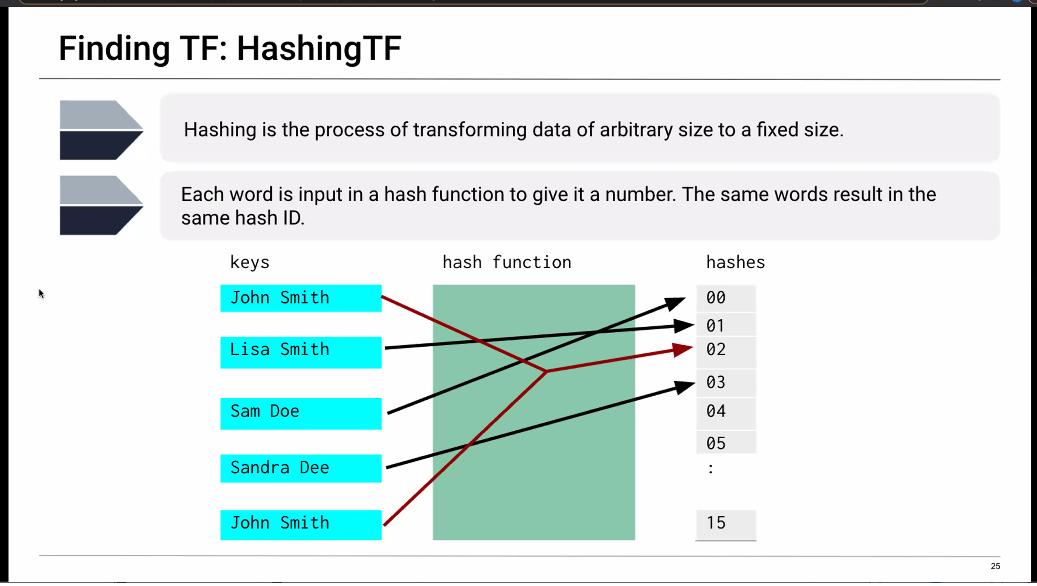 Finding TF: HashingTF
Hashing is the process of transforming data of arbitrary size to a fixed size.
Each word is input in a hash function to give it a number. The same words result in the
same hash ID.
keys
hash function
hashes
John Smith
00
01
Lisa Smith
02
03
Sam Doe
04
05
Sandra Dee
:
John Smith
15
25